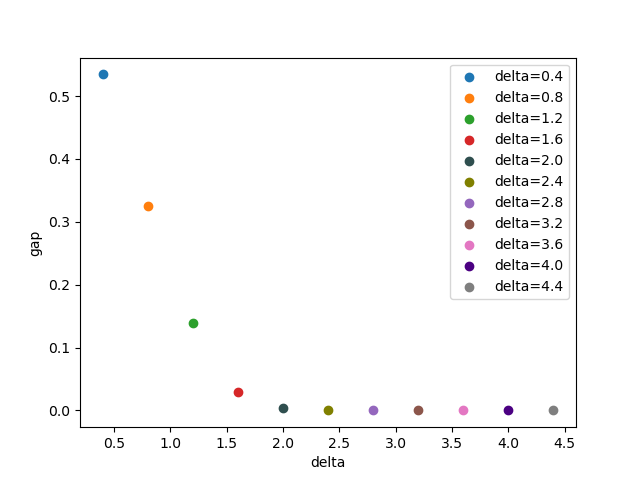 gap
0.5
0.4
0.3
0.2
0.1
0.0
delta=0.4
delta=0.8
delta=1.2
delta=1.6
delta=2.0
delta=2.4
delta=2.8
delta=3.2
delta=3.6
delta=4.0
delta=4.4
0.5 1.0 1.5 2.0 2.5 3.0 3.5 4.0 4.5
delta